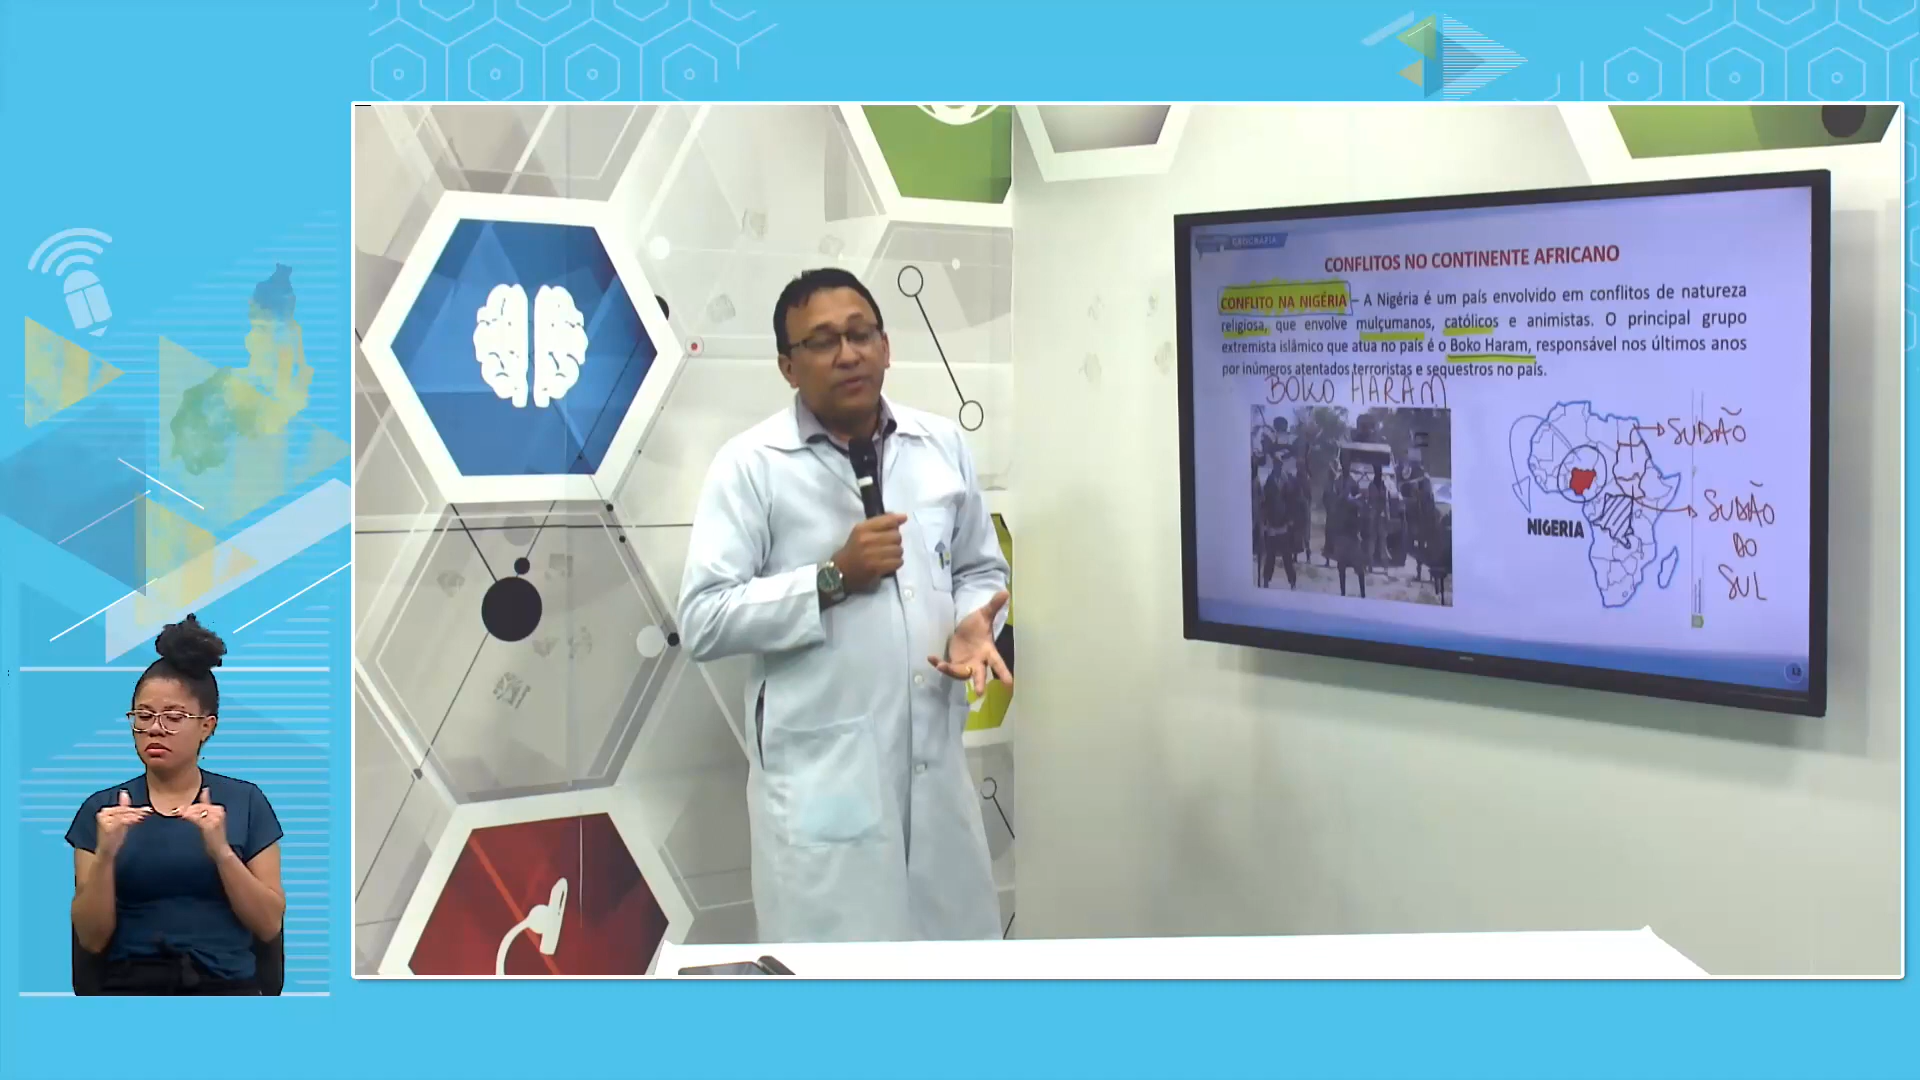 GEOGRAFIA
CONFLITOS NO CONTINENTE AFRICANO
CONFLITO NA NIGÉRIA – A Nigéria é um país envolvido em conflitos de natureza
religiosa, que envolve mulçumanos, católicos e animistas. O principal grupo
extremista islâmico que atua no país é o Boko Haram, responsável nos últimos anos
por inúmeros atentados terroristas e sequestros no país.
BOKO HARAM
SUDÃO
NIGERIA
SUDÃO
DO
SUL
13